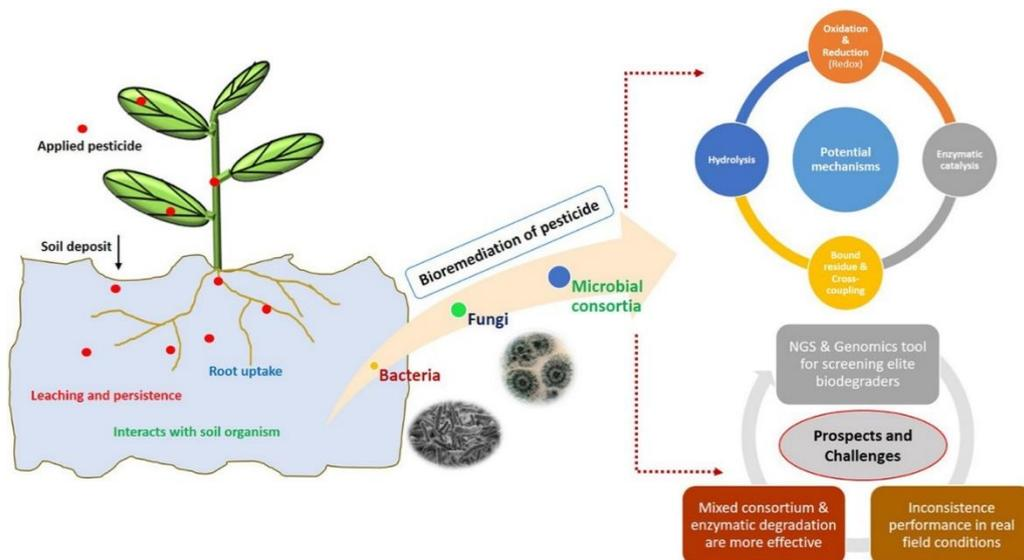 Applied pesticide
Soil deposit
Root uptake
Leaching and persistence
Interacts with soil organism
Bioremediation of pesticide
Bacteria
Fungi
Microbial
consortia
Oxidation
&
Reduction
(Redox)
Hydrolysis
Potential
mechanisms
Enzymatic
catalysis
Bound
residue &
Cross-
coupling
NGS & Genomics tool
for screening elite
biodegraders
Prospects and
Challenges
Mixed consortium &
enzymatic degradation
are more effective
Inconsistence
performance in real
field conditions